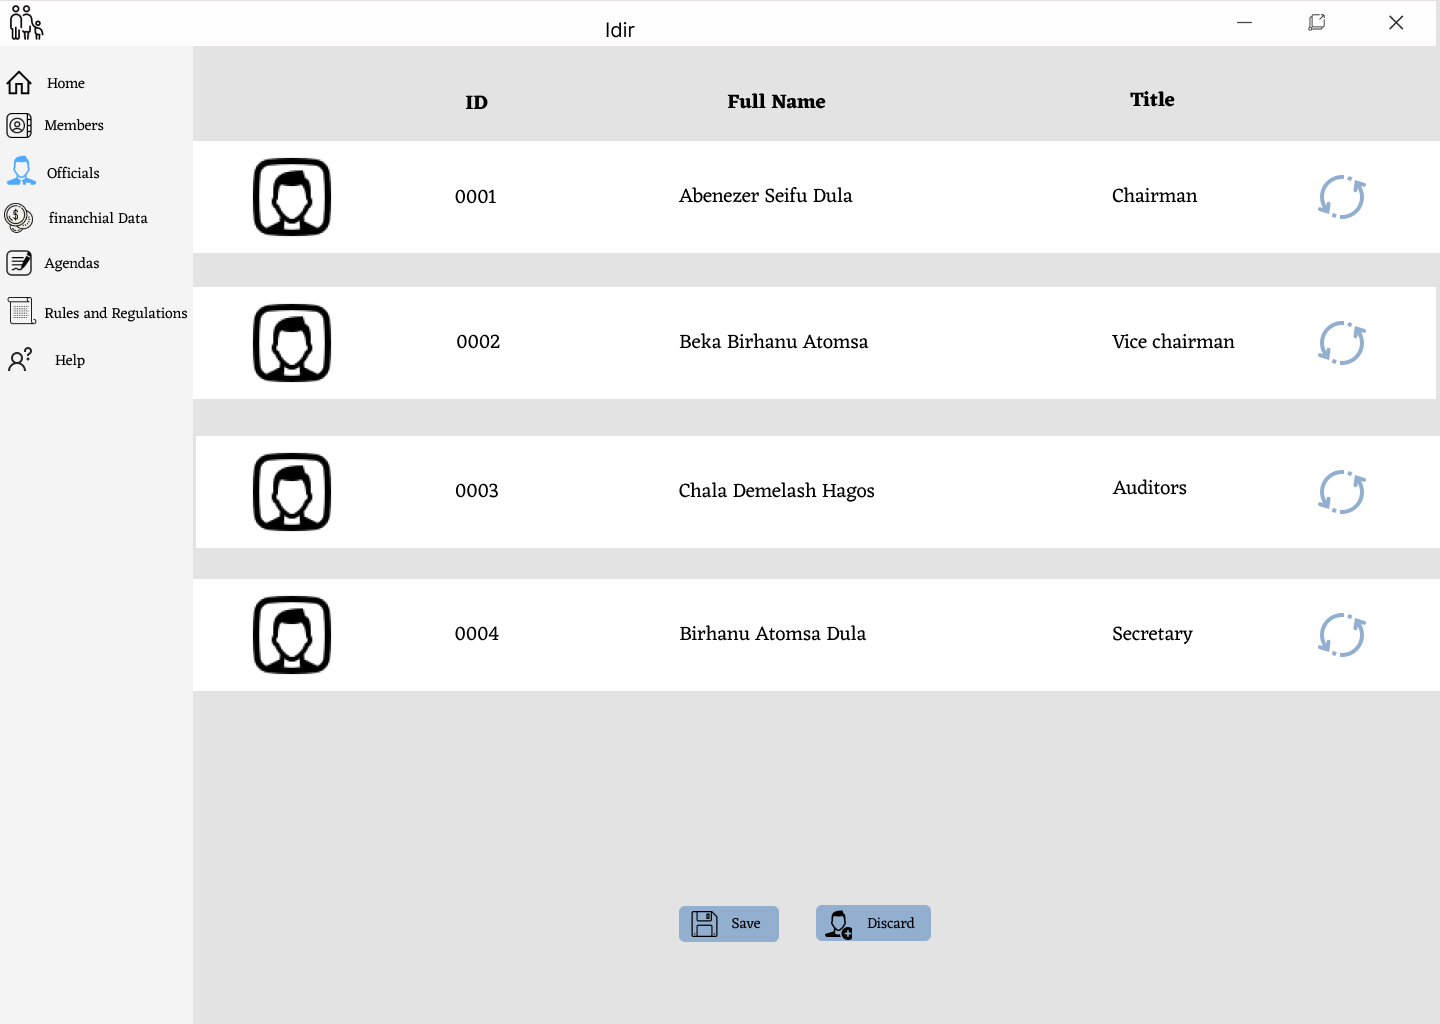 Idir
Home
Members
Officials
financhial Data
Agendas
Rules and Regulations
Help
ID Full Name Title
0001 Abenezer Seifu Dula Chairman
0002 Beka Birhanu Atomsa Vice chairman
0003 Chala Demelash Hagos Auditors
0004 Birhanu Atomsa Dula Secretary
Save Discard